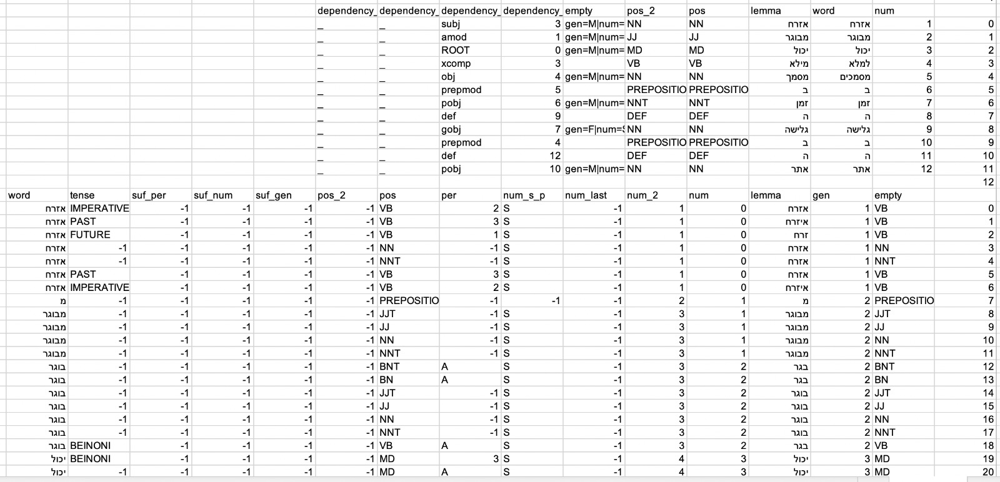 dependency_ dependency_ dependency_ dependency_ empty pos_2 pos lemma word num
_ _ subj 3 gen=M|num= NN NN אזרח אזרח 1 0
_ _ amod 1 gen=M|num= JJ JJ מבוגר מבוגר 2 1
_ _ ROOT 0 gen=M|num= MD MD יכול יכול 3 2
_ _ xcomp 3 VB VB מילא למלא 4 3
_ _ obj 4 gen=M|num= NN NN מסמך מסמכים 5 4
_ _ prepmod 5 PREPOSITIO PREPOSITIO ב ב 6 5
_ _ pobj 6 gen=M|num= NNT NNT זמן זמן 7 6
_ _ def 9 DEF DEF ה ה 8 7
_ _ gobj 7 gen=F|num=S NN NN גלישה גלישה 9 8
_ _ prepmod 4 PREPOSITIO PREPOSITIO ב ב 10 9
_ _ def 12 DEF DEF ה ה 11 10
_ _ pobj 10 gen=M|num= NN NN אתר אתר 12 11
12
word tense suf_per suf_num suf_gen pos_2 pos per num_s_p num_last num_2 num lemma gen empty
אזרח IMPERATIVE -1 -1 -1 -1 VB 2 S -1 1 0 אזרח 1 VB 0
אזרח PAST -1 -1 -1 -1 VB 3 S -1 1 0 איזרח 1 VB 1
אזרח FUTURE -1 -1 -1 -1 VB 1 S -1 1 0 זרח 1 VB 2
אזרח -1 -1 -1 -1 -1 NN -1 S -1 1 0 אזרח 1 NN 3
אזרח -1 -1 -1 -1 -1 NNT -1 S -1 1 0 אזרח 1 NNT 4
אזרח PAST -1 -1 -1 -1 VB 3 S -1 1 0 אזרח 1 VB 5
אזרח IMPERATIVE -1 -1 -1 -1 VB 2 S -1 1 0 איזרח 1 VB 6
מ -1 -1 -1 -1 -1 PREPOSITIO -1 -1 -1 2 1 מ 2 PREPOSITIO 7
מבוגר -1 -1 -1 -1 -1 JJT -1 S -1 3 1 מבוגר 2 JJT 8
מבוגר -1 -1 -1 -1 -1 JJ -1 S -1 3 1 מבוגר 2 JJ 9
מבוגר -1 -1 -1 -1 -1 NN -1 S -1 3 1 מבוגר 2 NN 10
מבוגר -1 -1 -1 -1 -1 NNT -1 S -1 3 1 מבוגר 2 NNT 11
בוגר -1 -1 -1 -1 -1 BNT A S -1 3 2 בגר 2 BNT 12
בוגר -1 -1 -1 -1 -1 BN A S -1 3 2 בגר 2 BN 13
בוגר -1 -1 -1 -1 -1 JJT -1 S -1 3 2 בוגר 2 JJT 14
בוגר -1 -1 -1 -1 -1 JJ -1 S -1 3 2 בוגר 2 JJ 15
בוגר -1 -1 -1 -1 -1 NN -1 S -1 3 2 בוגר 2 NN 16
בוגר -1 -1 -1 -1 -1 NNT -1 S -1 3 2 בוגר 2 NNT 17
בוגר BEINONI -1 -1 -1 -1 VB A S -1 3 2 בגר 2 VB 18
יכול BEINONI -1 -1 -1 -1 MD 3 S -1 4 3 יכול 3 MD 19
יכול -1 -1 -1 -1 -1 MD A S -1 4 3 יכול 3 MD 20